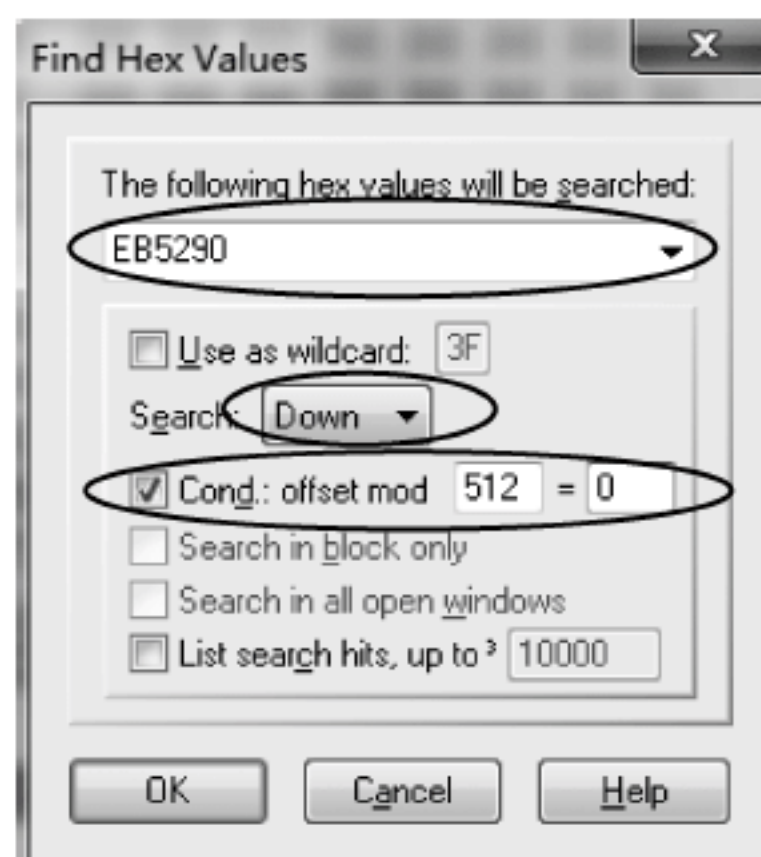 Find Hex Values
The following hex values will be searched:
EB5290
Use as wildcard: 3F
Search: Down
Cond.: offset mod 512 = 0
Search in block only
Search in all open windows
List search hits, up to ³ 10000
OK Cancel Help